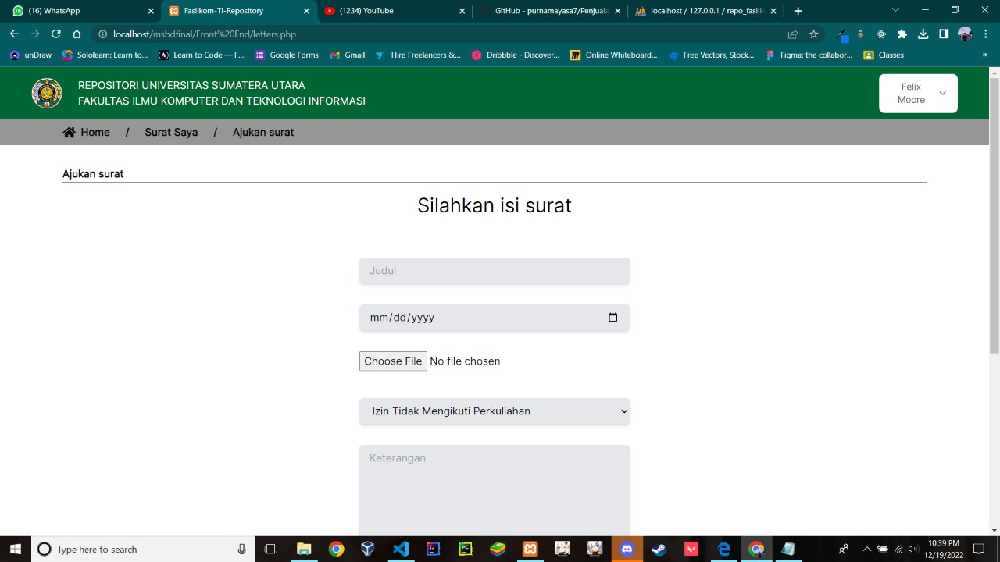 (16) WhatsApp
Fasilkom-TI-Repository
(1234) YouTube
GitHub - purnamayasa7/Penjuala
localhost / 127.0.0.1 / repo_fasilk
localhost/msbdfinal/Front%20End/letters.php
unDraw
Sololearn: Learn to...
Learn to Code — F...
Google Forms
Gmail
Hire Freelancers &...
Dribbble - Discover...
Online Whiteboard...
Free Vectors, Stock...
Figma: the collabor...
Classes
»
REPOSITORI UNIVERSITAS SUMATERA UTARA
FAKULTAS ILMU KOMPUTER DAN TEKNOLOGI INFORMASI
Felix
Moore
Home / Surat Saya / Ajukan surat
Ajukan surat
Silahkan isi surat
Judul
mm/dd/yyyy
Choose File No file chosen
Izin Tidak Mengikuti Perkuliahan
Keterangan
Type here to search
10:39 PM
12/19/2022